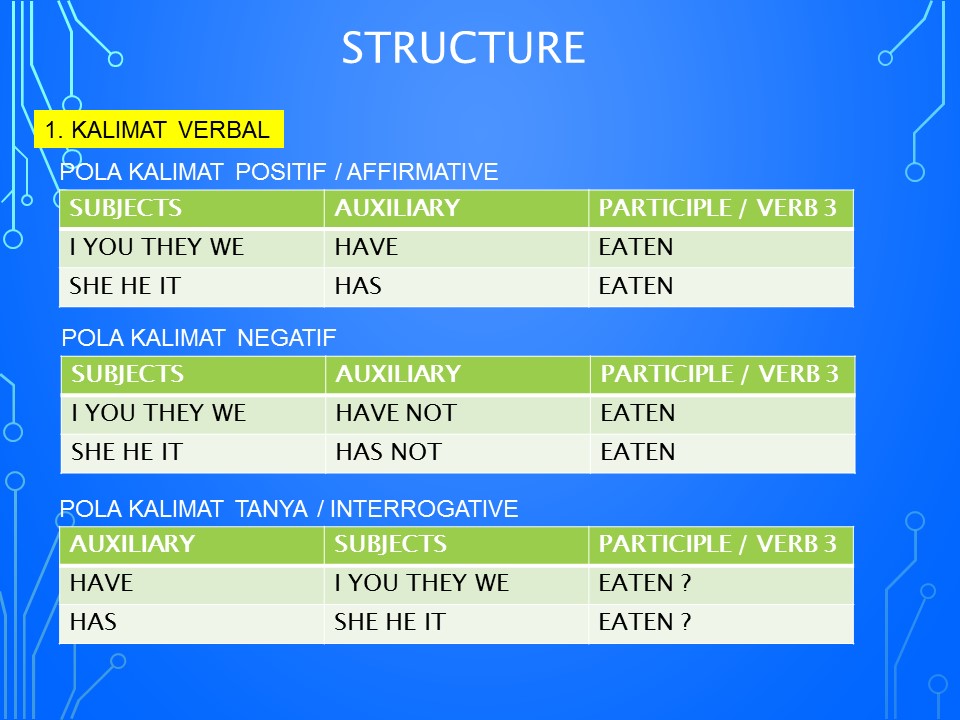 STRUCTURE
1. KALIMAT VERBAL
POLA KALIMAT POSITIF / AFFIRMATIVE
SUBJECTS AUXILIARY PARTICIPLE / VERB 3
I YOU THEY WE HAVE EATEN
SHE HE IT HAS EATEN
POLA KALIMAT NEGATIF
SUBJECTS AUXILIARY PARTICIPLE / VERB 3
I YOU THEY WE HAVE NOT EATEN
SHE HE IT HAS NOT EATEN
POLA KALIMAT TANYA / INTERROGATIVE
AUXILIARY SUBJECTS PARTICIPLE / VERB 3
HAVE I YOU THEY WE EATEN ?
HAS SHE HE IT EATEN ?